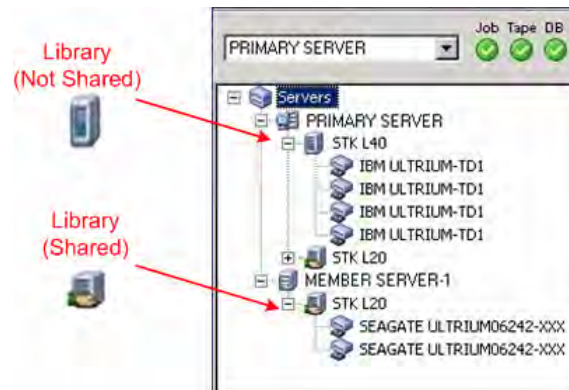 Library
(Not Shared)
Library
(Shared)
PRIMARY SERVER
Job Tape DB
Servers
PRIMARY SERVER
STK L40
IBM ULTRIUM-TD1
IBM ULTRIUM-TD1
IBM ULTRIUM-TD1
IBM ULTRIUM-TD1
STK L20
MEMBER SERVER-1
STK L20
SEAGATE ULTRIUM06242-XXX
SEAGATE ULTRIUM06242-XXX